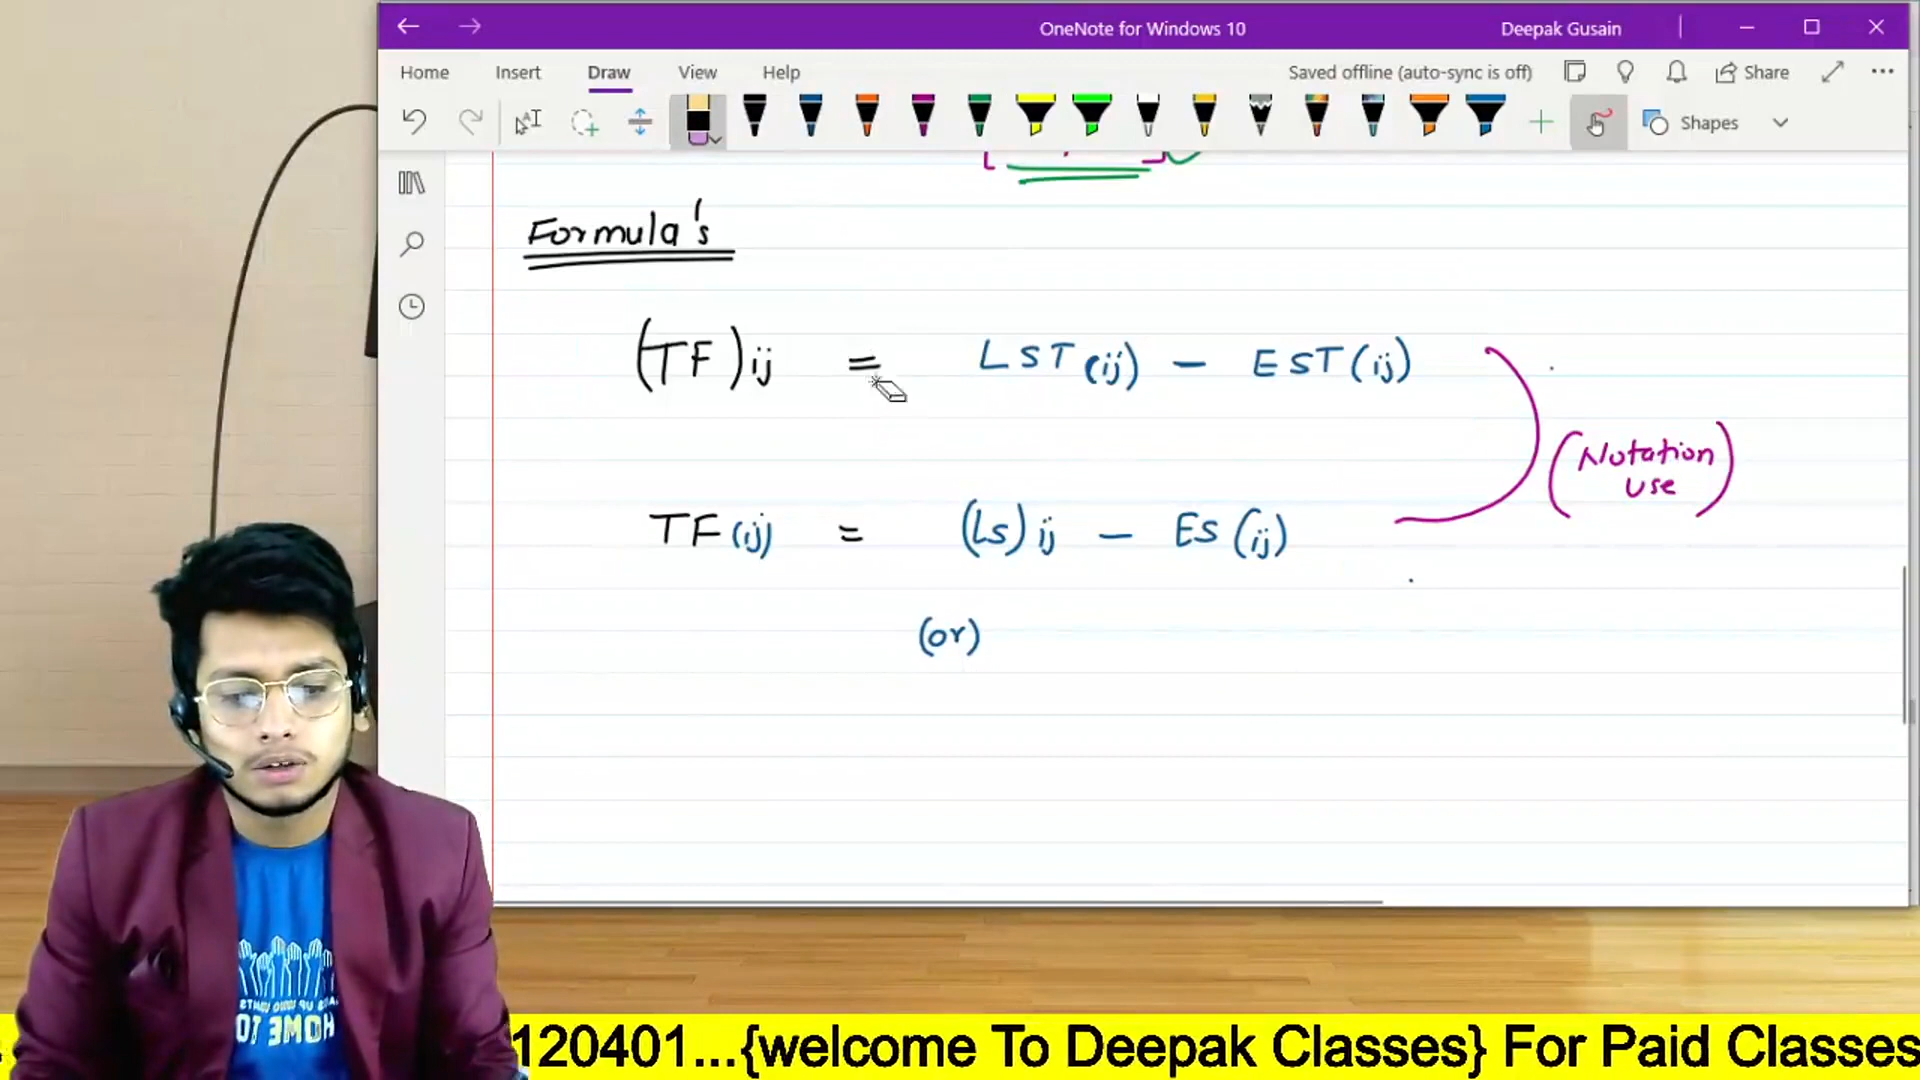 OneNote for Windows 10
Deepak Gusain
Home Insert Draw View Help
Saved offline (auto-sync is off)
Share
Shapes
Formula's
(TF)ij = LST(ij) - EST(ij)
(Notation
use)
TF(ij) = (Ls)ij - ES(ij)
(or)
HOME TO
120401...{welcome To Deepak Classes} For Paid Classes